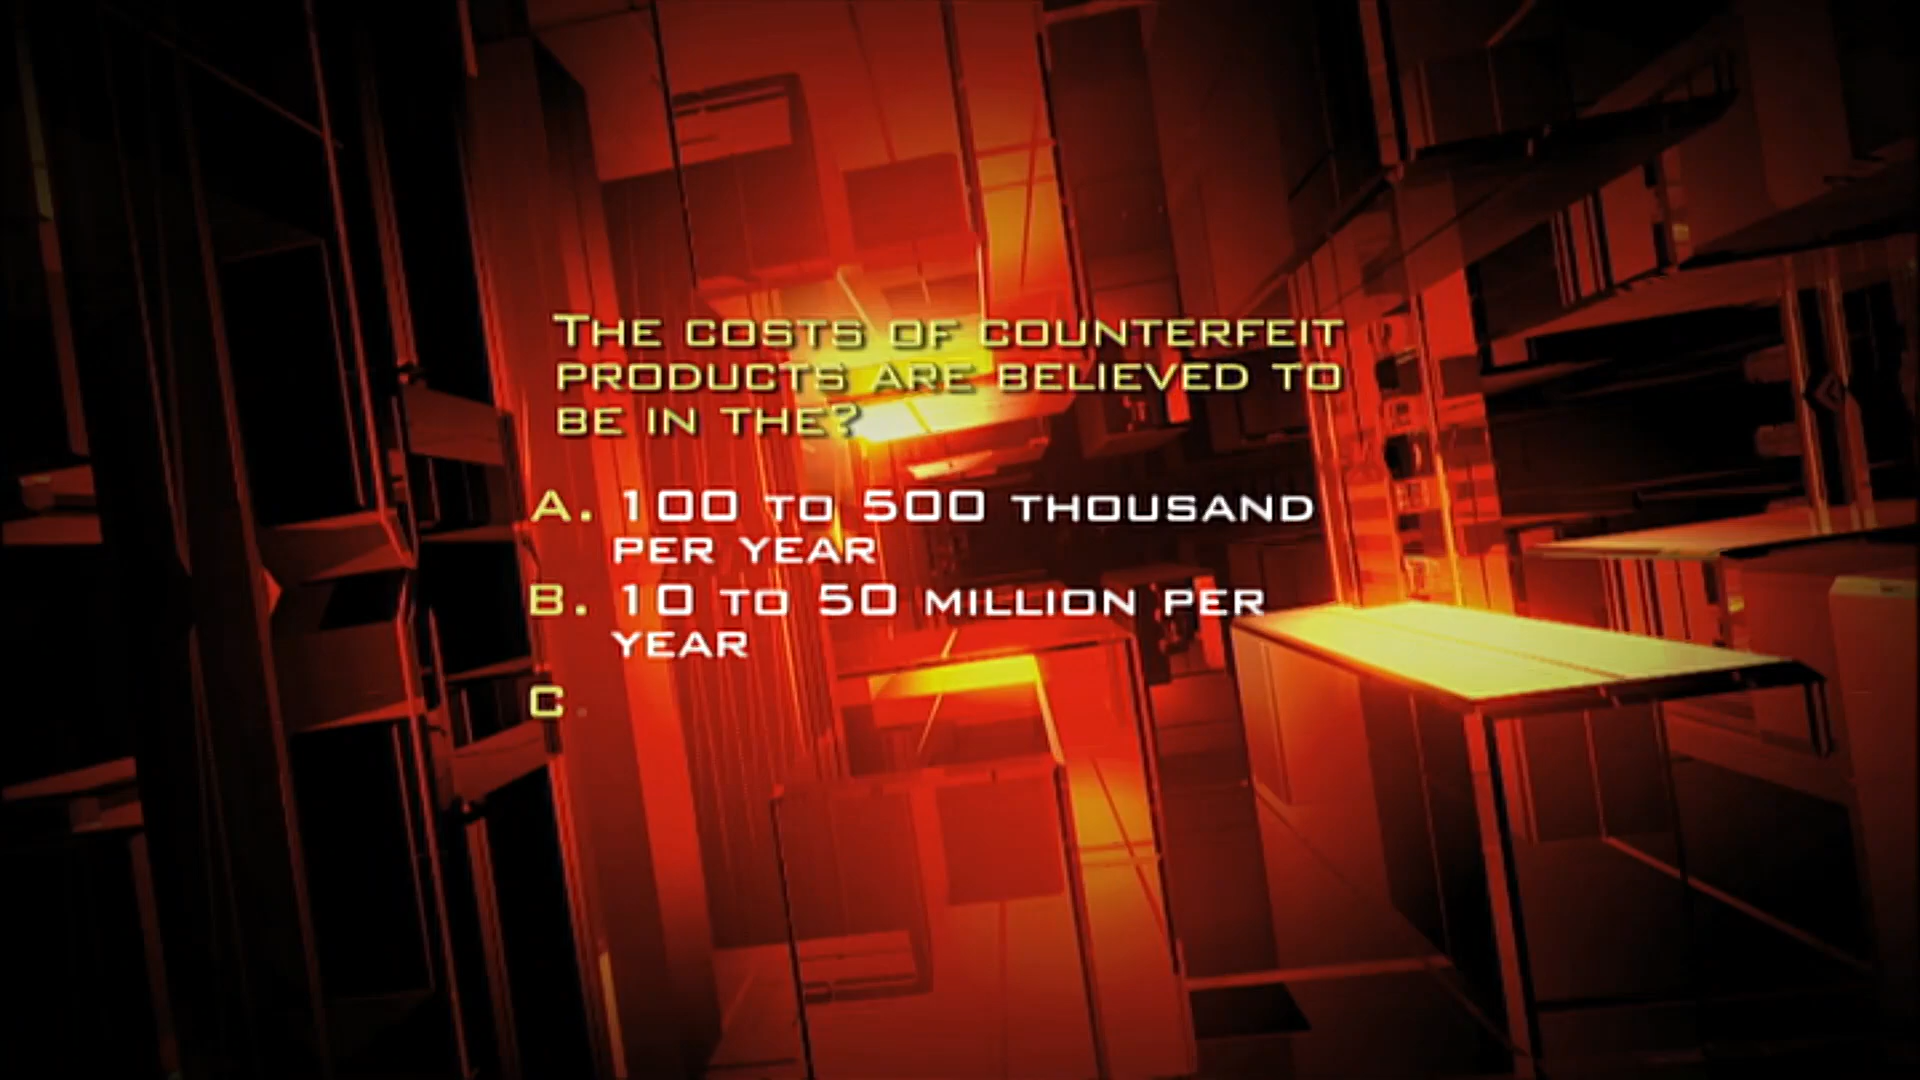 THE COSTS OF COUNTERFEIT
PRODUCTS ARE BELIEVED TO
BE IN THE?
A. 100 TO 500 THOUSAND
PER YEAR
B. 10 TO 50 MILLION PER
YEAR
C.